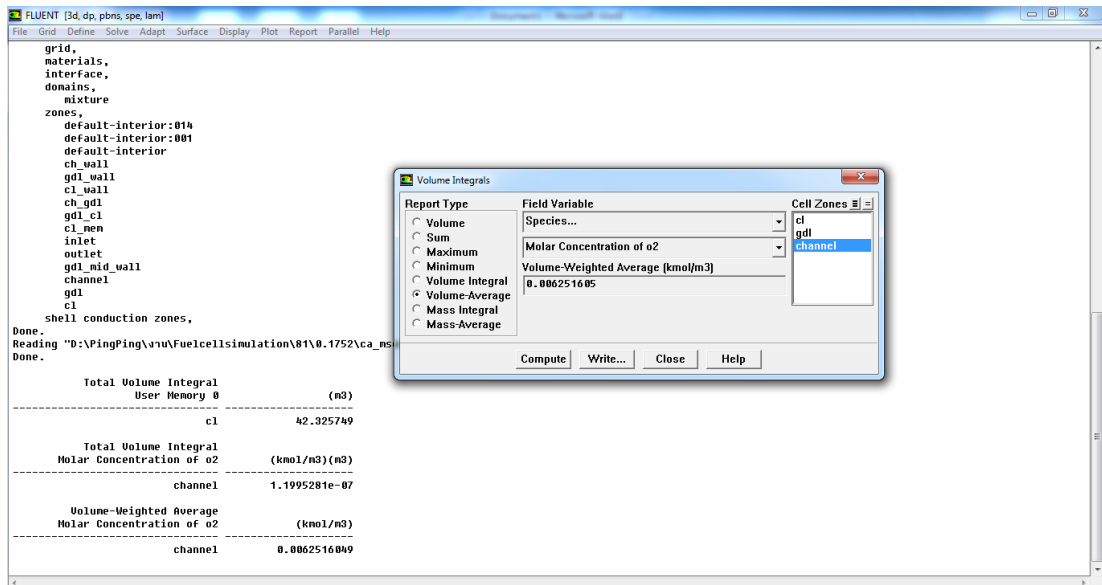 (Document1) - Microsoft Word
FLUENT [3d, dp, pbns, spe, lam]
File Grid Define Solve Adapt Surface Display Plot Report Parallel Help
grid,
materials,
interface,
domains,
mixture
zones,
default-interior:014
default-interior:001
default-interior
ch_wall
gdl_wall
cl_wall
ch_gdl
gdl_cl
cl_mem
inlet
outlet
gdl_mid_wall
channel
gdl
cl
shell conduction zones,
Done.
Reading "D:\PingPing\งาน\Fuelcellsimulation\81\0.1752\ca_ms
Done.
Total Volume Integral
User Memory 0 (m3)
-------------------------------- --------------------
cl 42.325749
Total Volume Integral
Molar Concentration of o2 (kmol/m3)(m3)
-------------------------------- --------------------
channel 1.1995281e-07
Volume-Weighted Average
Molar Concentration of o2 (kmol/m3)
-------------------------------- --------------------
channel 0.0062516049
Volume Integrals
Report Type
Volume
Sum
Maximum
Minimum
Volume Integral
Volume-Average
Mass Integral
Mass-Average
Field Variable
Species...
Molar Concentration of o2
Volume-Weighted Average (kmol/m3)
0.006251605
Cell Zones
cl
gdl
channel
Compute Write... Close Help